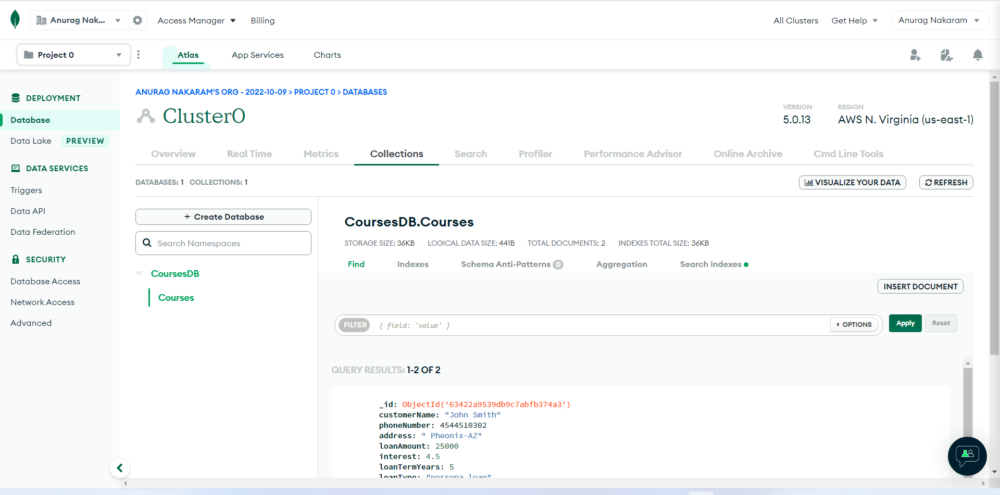 Anurag Nak...
Access Manager
Billing
All Clusters
Get Help
Anurag Nakaram
Project 0
Atlas
App Services
Charts
DEPLOYMENT
Database
Data Lake PREVIEW
DATA SERVICES
Triggers
Data API
Data Federation
SECURITY
Database Access
Network Access
Advanced
ANURAG NAKARAM'S ORG - 2022-10-09 > PROJECT 0 > DATABASES
Cluster0
VERSION
5.0.13
REGION
AWS N. Virginia (us-east-1)
Overview
Real Time
Metrics
Collections
Search
Profiler
Performance Advisor
Online Archive
Cmd Line Tools
DATABASES: 1 COLLECTIONS: 1
VISUALIZE YOUR DATA
REFRESH
+ Create Database
Search Namespaces
CoursesDB
Courses
CoursesDB.Courses
STORAGE SIZE: 36KB LOGICAL DATA SIZE: 441B TOTAL DOCUMENTS: 2 INDEXES TOTAL SIZE: 36KB
Find
Indexes
Schema Anti-Patterns 0
Aggregation
Search Indexes
INSERT DOCUMENT
FILTER { field: 'value' }
OPTIONS
Apply
Reset
QUERY RESULTS: 1-2 OF 2
_id: ObjectId('63422a9539db9c7abfb374a3')
customerName: "John Smith"
phoneNumber: 4544510302
address: " Pheonix-AZ"
loanAmount: 25000
interest: 4.5
loanTermYears: 5
loanType: "persona loan"